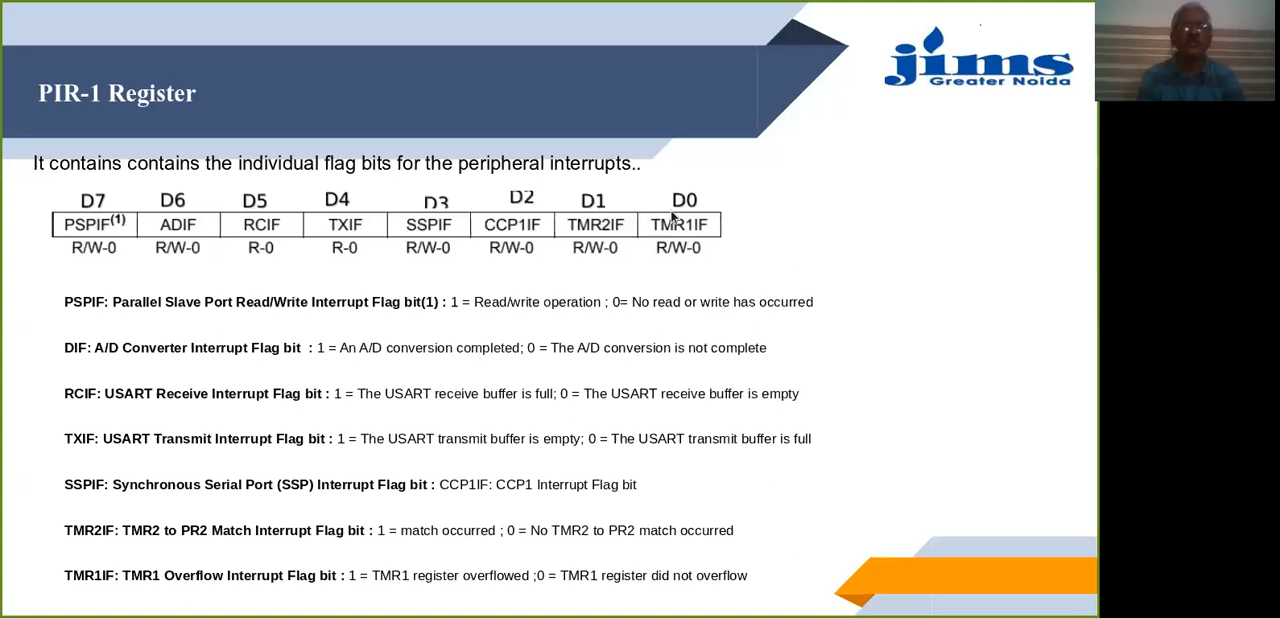 PIR-1 Register
jims
Greater Noida
It contains contains the individual flag bits for the peripheral interrupts..
D7 D6 D5 D4 D3 D2 D1 D0
PSPIF(1) ADIF RCIF TXIF SSPIF CCP1IF TMR2IF TMR1IF
R/W-0 R/W-0 R-0 R-0 R/W-0 R/W-0 R/W-0 R/W-0
PSPIF: Parallel Slave Port Read/Write Interrupt Flag bit(1) : 1 = Read/write operation ; 0= No read or write has occurred
DIF: A/D Converter Interrupt Flag bit : 1 = An A/D conversion completed; 0 = The A/D conversion is not complete
RCIF: USART Receive Interrupt Flag bit : 1 = The USART receive buffer is full; 0 = The USART receive buffer is empty
TXIF: USART Transmit Interrupt Flag bit : 1 = The USART transmit buffer is empty; 0 = The USART transmit buffer is full
SSPIF: Synchronous Serial Port (SSP) Interrupt Flag bit : CCP1IF: CCP1 Interrupt Flag bit
TMR2IF: TMR2 to PR2 Match Interrupt Flag bit : 1 = match occurred ; 0 = No TMR2 to PR2 match occurred
TMR1IF: TMR1 Overflow Interrupt Flag bit : 1 = TMR1 register overflowed ;0 = TMR1 register did not overflow